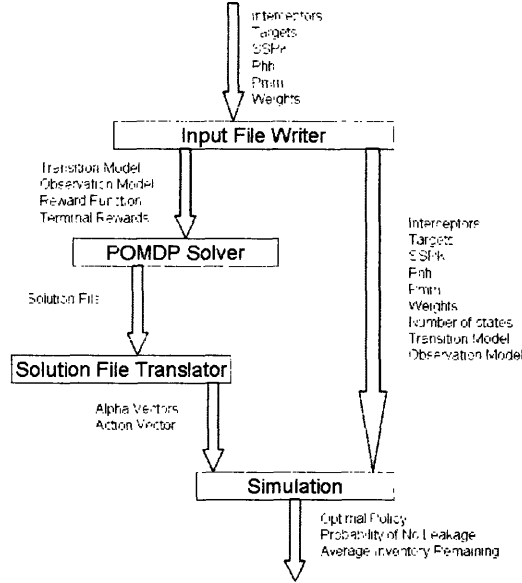 Interceptors
Targets
SSPK
Phh
Pmm
Weights
Input File Writer
Transition Model
Observation Model
Reward Function
Terminal Rewards
POMDP Solver
Interceptors
Targets
SSPK
Phh
Pmm
Weights
Number of states
Transition Model
Observation Model
Solution File
Solution File Translator
Alpha Vectors
Action Vector
Simulation
Optimal Policy
Probability of No Leakage
Average Inventory Remaining